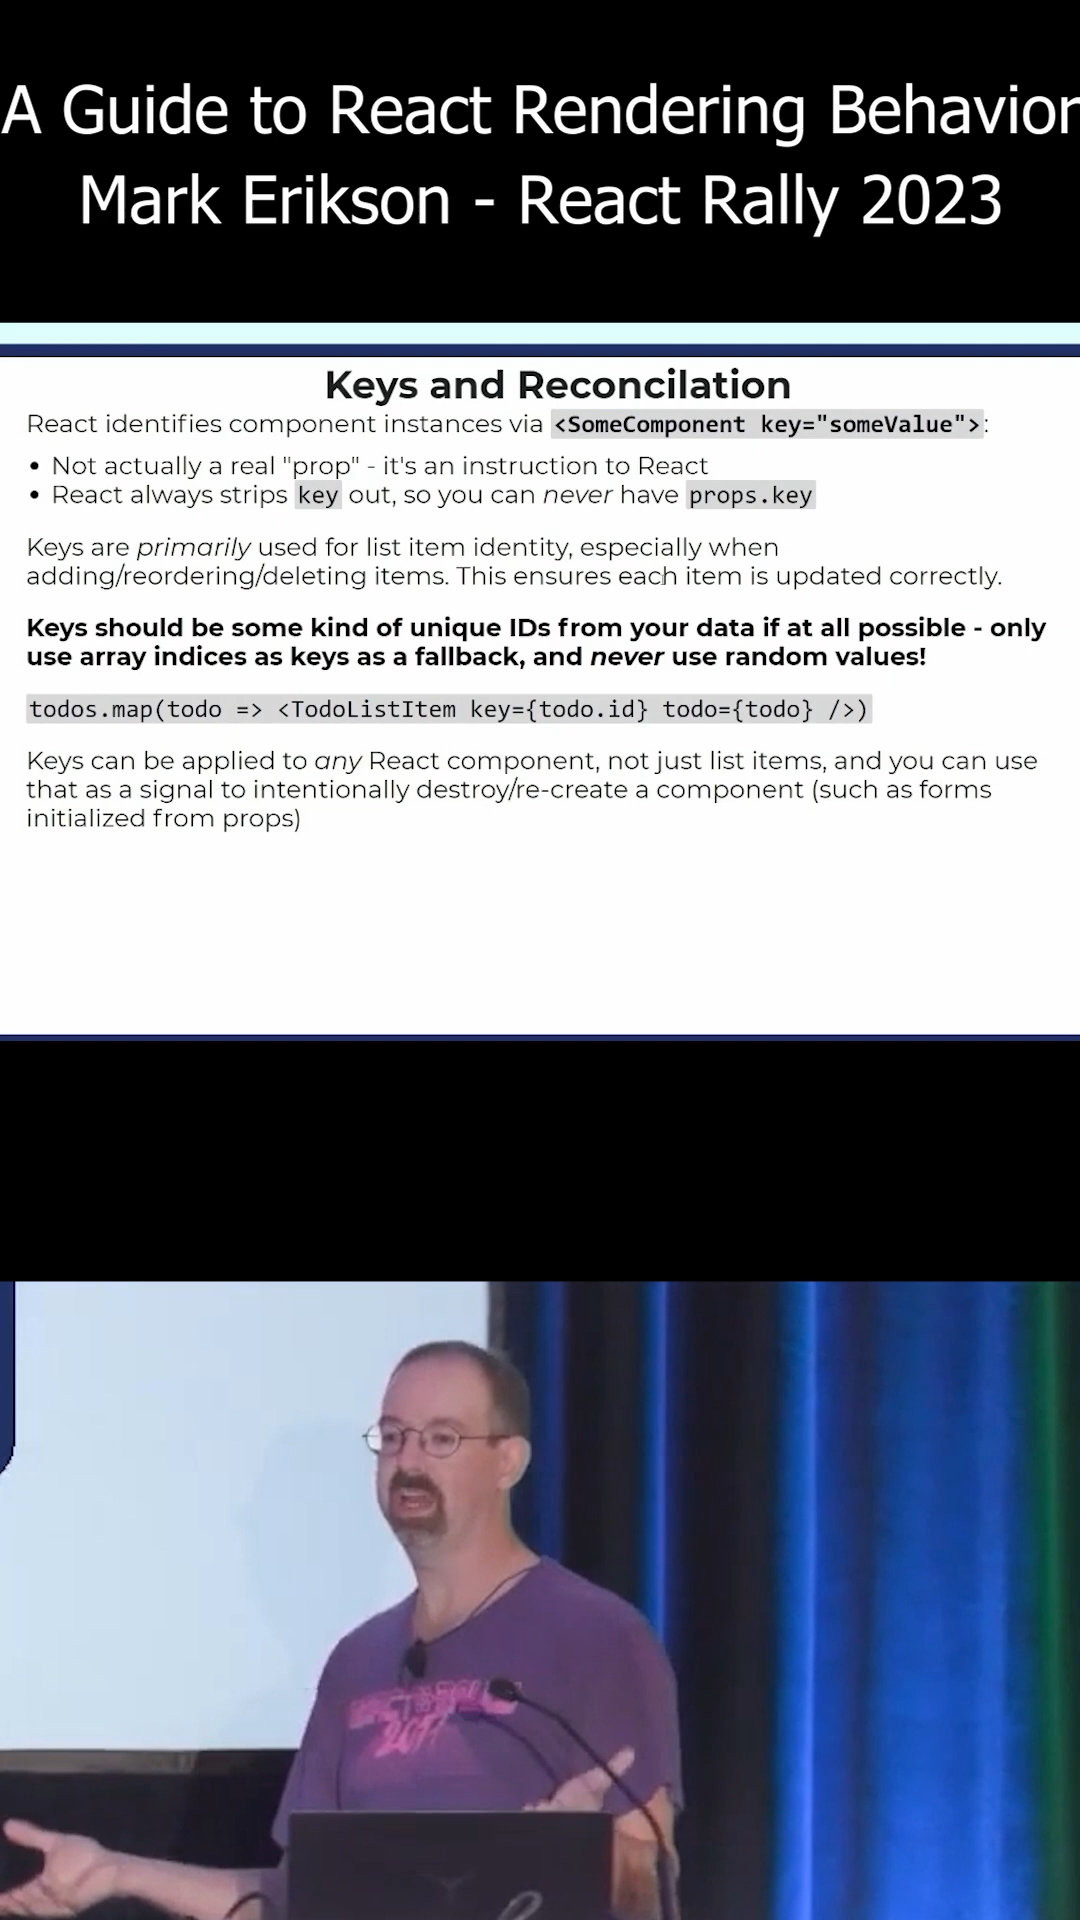 A Guide to React Rendering Behavior
Mark Erikson - React Rally 2023
Keys and Reconcilation
React identifies component instances via <SomeComponent key="someValue">:
• Not actually a real "prop" - it's an instruction to React
• React always strips key out, so you can never have props.key
Keys are primarily used for list item identity, especially when
adding/reordering/deleting items. This ensures each item is updated correctly.
Keys should be some kind of unique IDs from your data if at all possible - only
use array indices as keys as a fallback, and never use random values!
todos.map(todo => <TodoListItem key={todo.id} todo={todo} />)
Keys can be applied to any React component, not just list items, and you can use
that as a signal to intentionally destroy/re-create a component (such as forms
initialized from props)